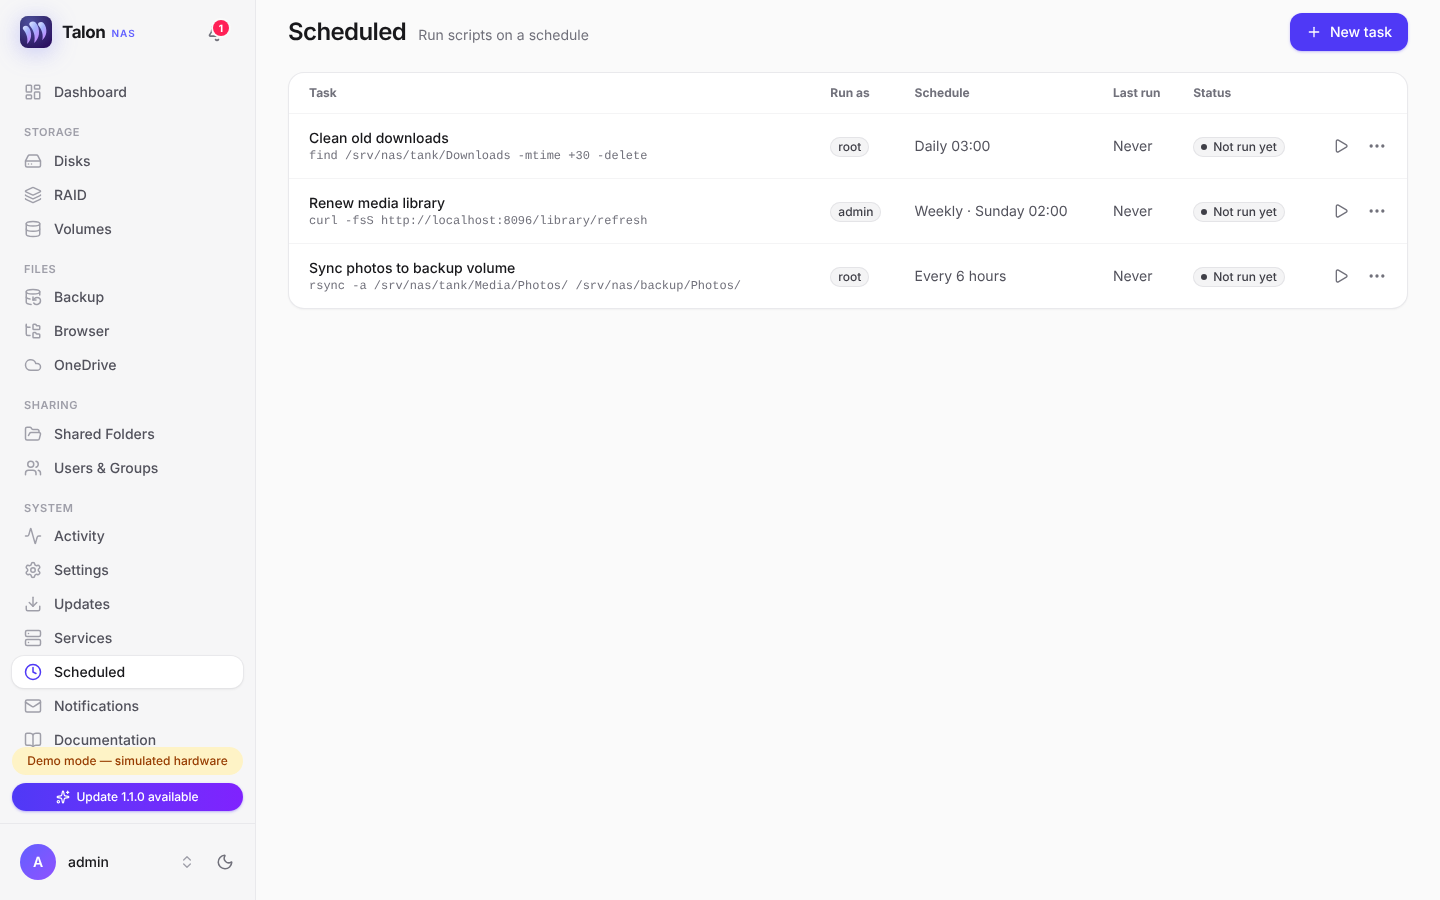 Talon NAS
1
Dashboard
STORAGE
Disks
RAID
Volumes
FILES
Backup
Browser
OneDrive
SHARING
Shared Folders
Users & Groups
SYSTEM
Activity
Settings
Updates
Services
Scheduled
Notifications
Documentation
Demo mode — simulated hardware
Update 1.1.0 available
A admin
Scheduled Run scripts on a schedule
+ New task
Task Run as Schedule Last run Status
Clean old downloads
find /srv/nas/tank/Downloads -mtime +30 -delete
root Daily 03:00 Never Not run yet
Renew media library
curl -fsS http://localhost:8096/library/refresh
admin Weekly · Sunday 02:00 Never Not run yet
Sync photos to backup volume
rsync -a /srv/nas/tank/Media/Photos/ /srv/nas/backup/Photos/
root Every 6 hours Never Not run yet